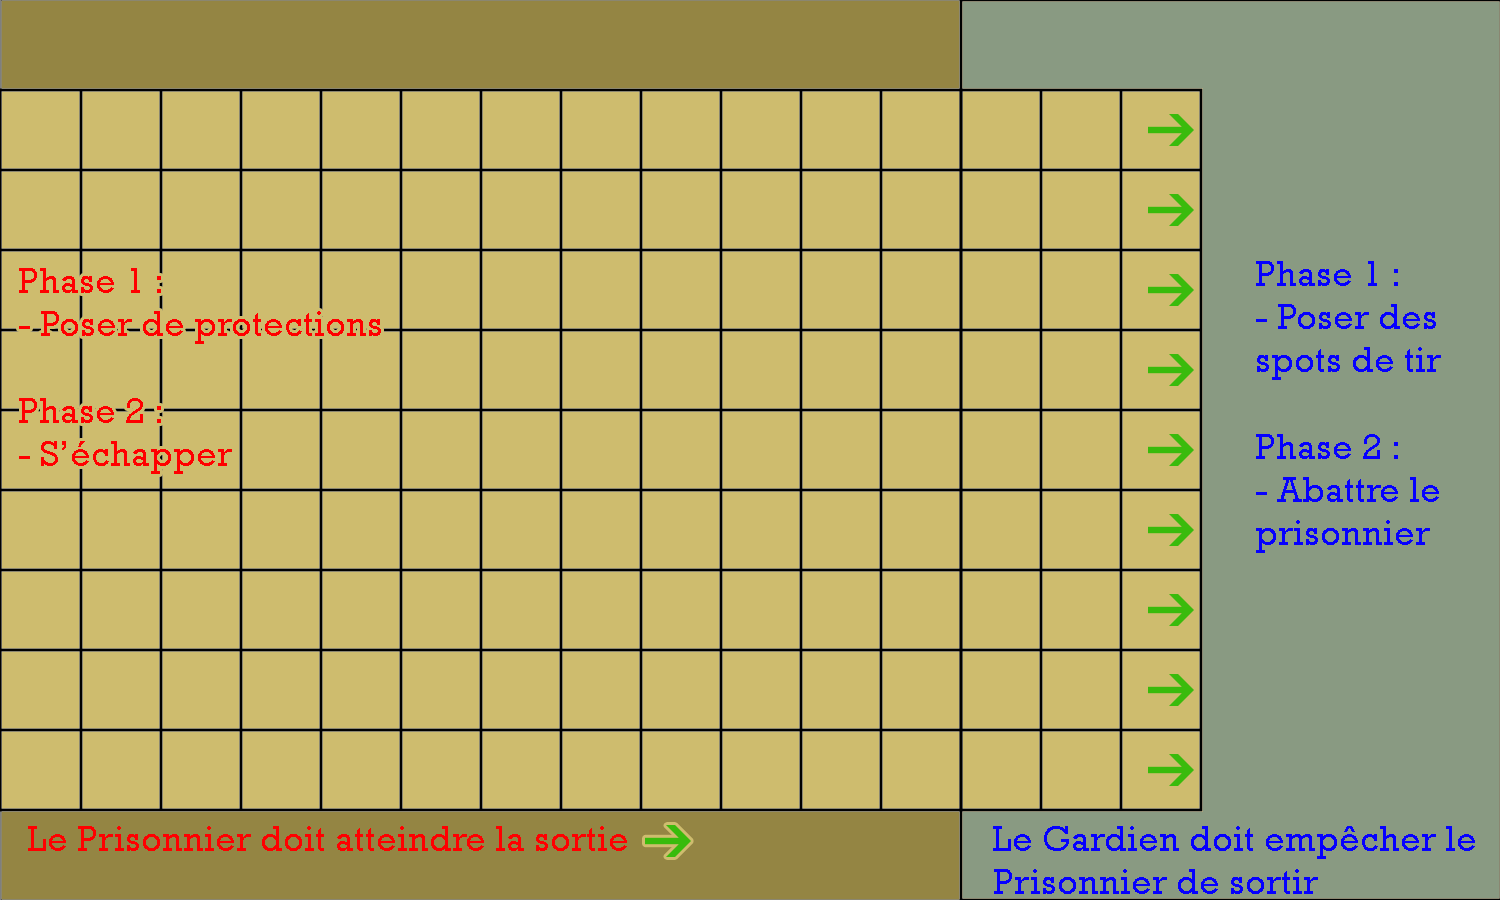 Phase 1 :
- Poser de protections
Phase 2 :
- S'échapper
Phase 1 :
- Poser des
spots de tir
Phase 2 :
- Abattre le
prisonnier
Le Prisonnier doit atteindre la sortie
Le Gardien doit empêcher le
Prisonnier de sortir